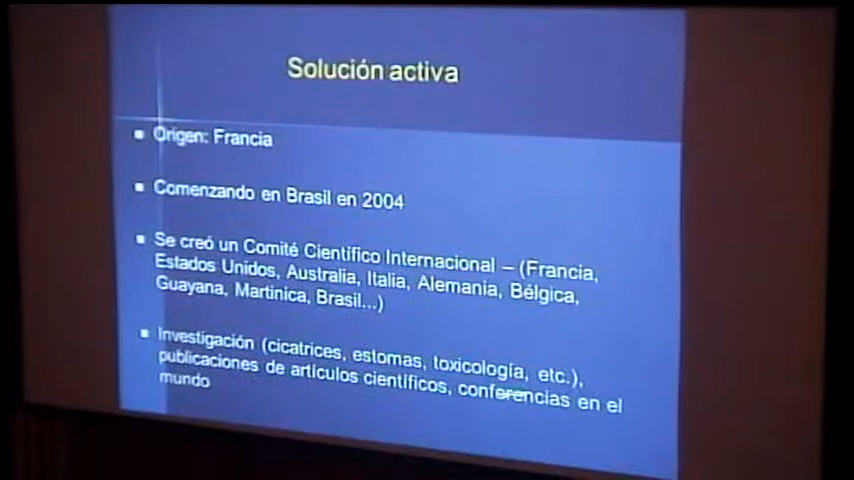 Solución activa
Origen: Francia
Comenzando en Brasil en 2004
Se creó un Comité Científico Internacional – (Francia,
Estados Unidos, Australia, Italia, Alemania, Bélgica,
Guayana, Martinica, Brasil...)
Investigación (cicatrices, estomas, toxicología, etc.),
publicaciones de artículos científicos, conferencias en el
mundo